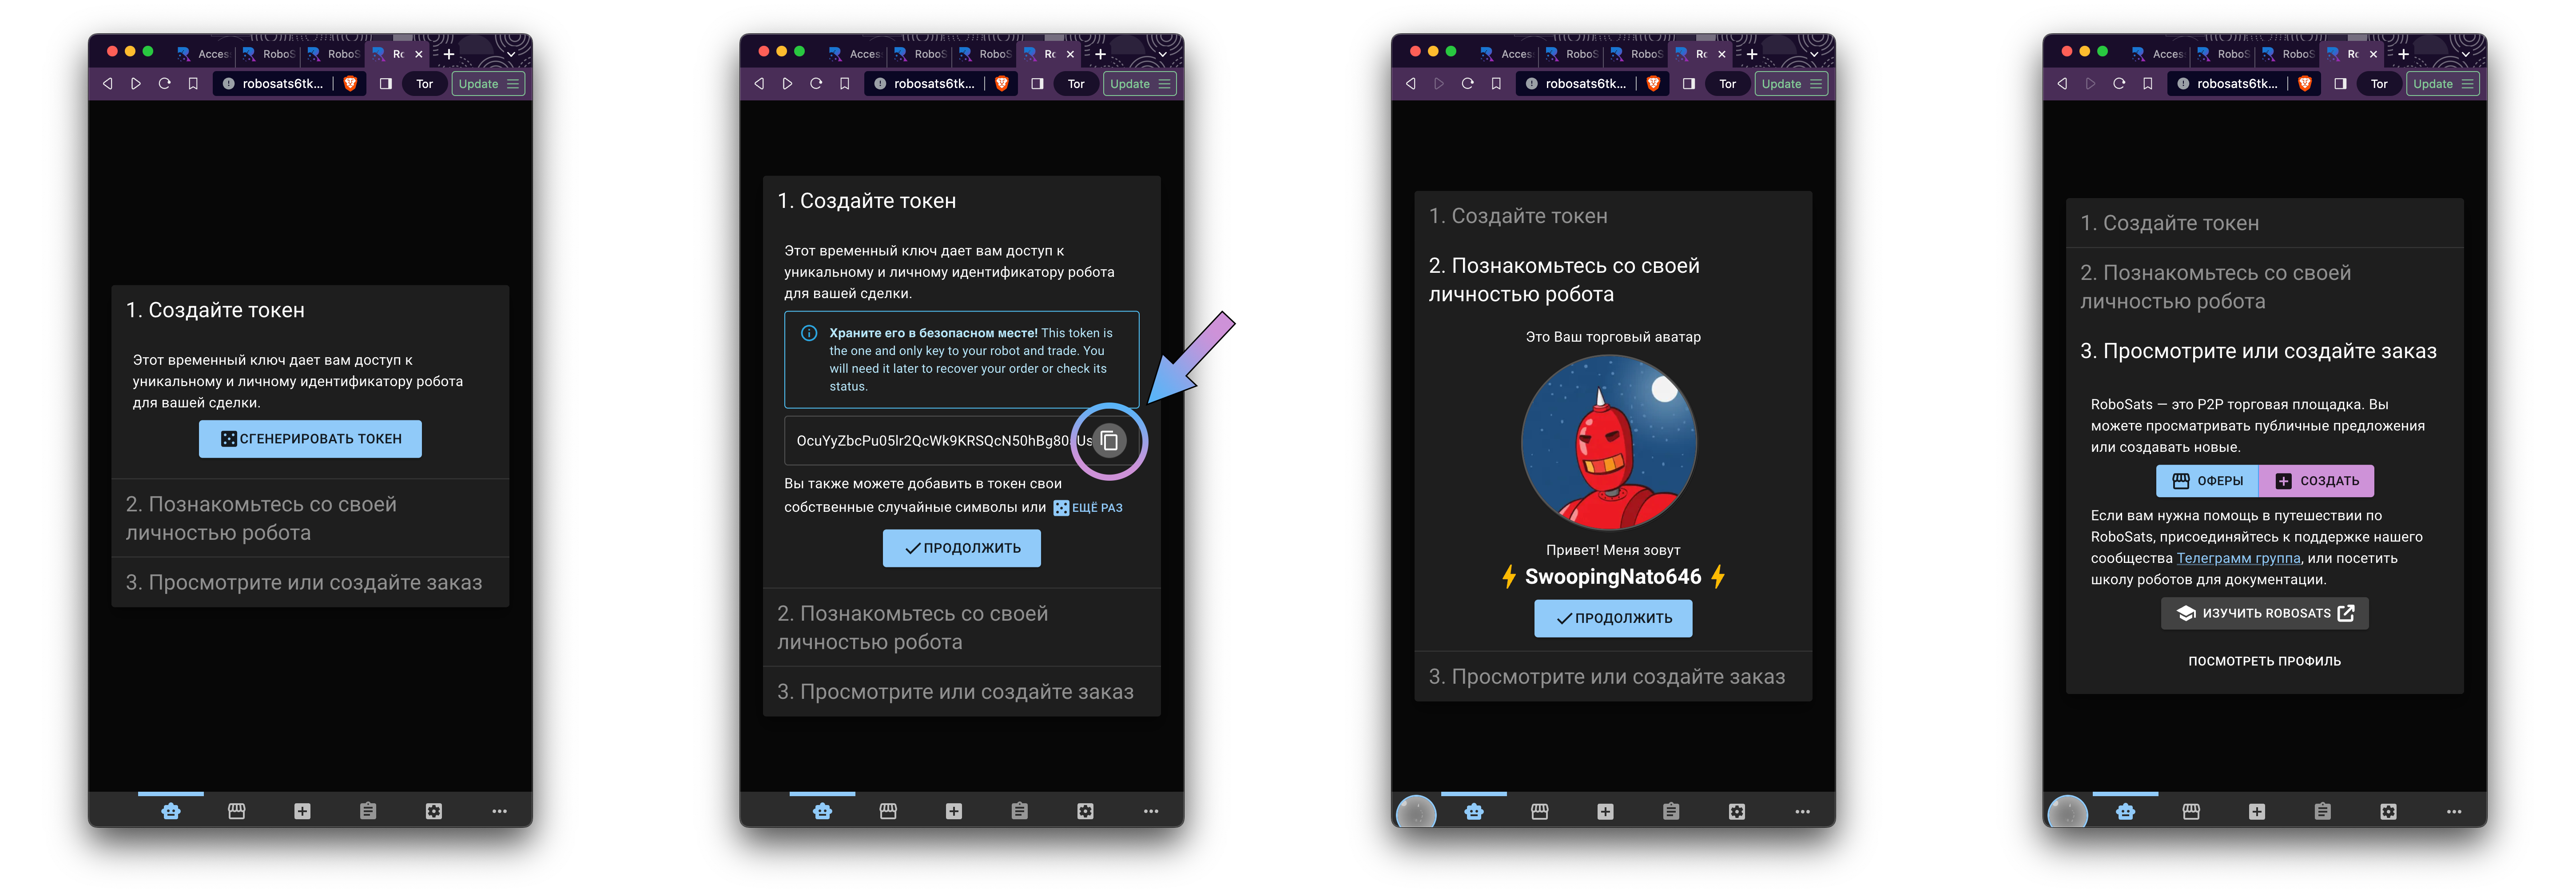 Acces
RoboS
RoboS
Rc
robosats6tk...
Tor
Update
1. Создайте токен
Этот временный ключ дает вам доступ к
уникальному и личному идентификатору робота
для вашей сделки.
СГЕНЕРИРОВАТЬ ТОКЕН
2. Познакомьтесь со своей
личностью робота
3. Просмотрите или создайте заказ
Acces
RoboS
RoboS
Rc
robosats6tk...
Tor
Update
1. Создайте токен
Этот временный ключ дает вам доступ к
уникальному и личному идентификатору робота
для вашей сделки.
Храните его в безопасном месте! This token is
the one and only key to your robot and trade. You
will need it later to recover your order or check its
status.
Вы также можете добавить в токен свои
собственные случайные символы или ЕЩЁ РАЗ
ПРОДОЛЖИТЬ
2. Познакомьтесь со своей
личностью робота
3. Просмотрите или создайте заказ
Acces
RoboS
RoboS
Rc
robosats6tk...
Tor
Update
1. Создайте токен
2. Познакомьтесь со своей
личностью робота
Это Ваш торговый аватар
Привет! Меня зовут
SwoopingNato646
ПРОДОЛЖИТЬ
3. Просмотрите или создайте заказ
Acces
RoboS
RoboS
Rc
robosats6tk...
Tor
Update
1. Создайте токен
2. Познакомьтесь со своей
личностью робота
3. Просмотрите или создайте заказ
RoboSats — это P2P торговая площадка. Вы
можете просматривать публичные предложения
или создавать новые.
ОФЕРЫ
СОЗДАТЬ
Если вам нужна помощь в путешествии по
RoboSats, присоединяйтесь к поддержке нашего
сообщества Телеграмм группа, или посетить
школу роботов для документации.
ИЗУЧИТЬ ROBOSATS
ПОСМОТРЕТЬ ПРОФИЛЬ